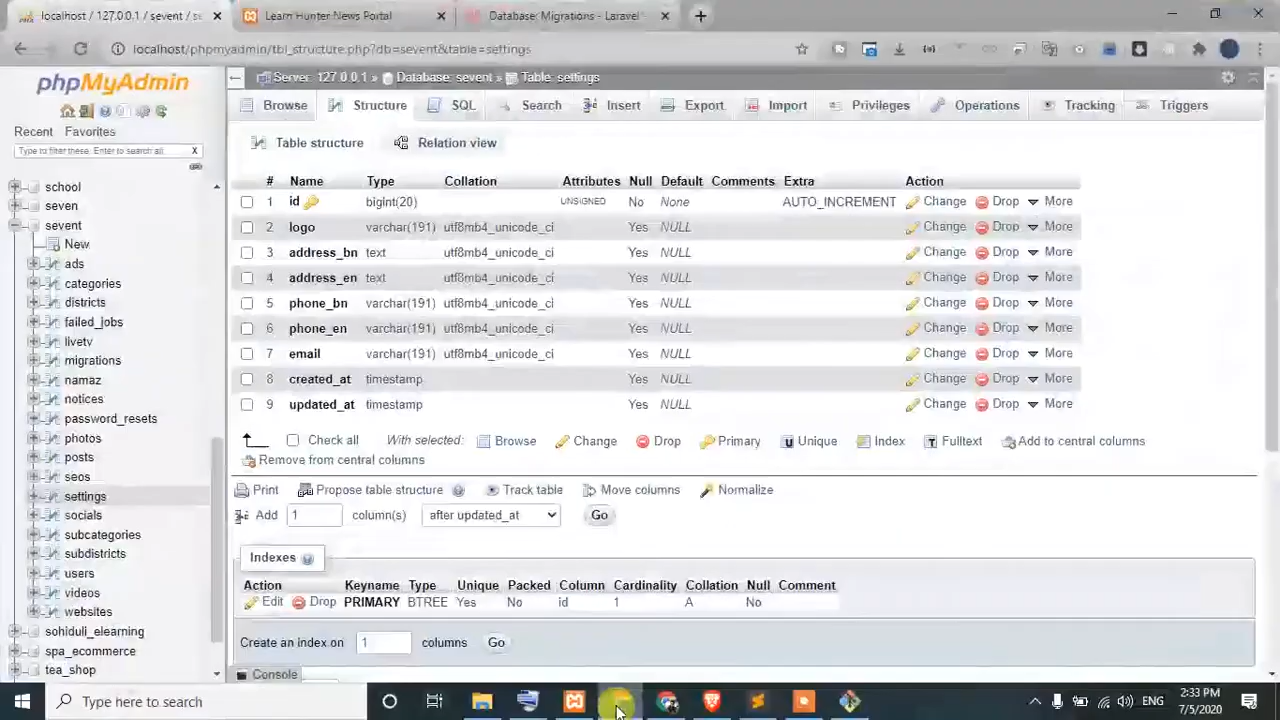 localhost / 127.0.0.1 / sevent / se
Learn Hunter News Portal
Database: Migrations - Laravel
localhost/phpmyadmin/tbl_structure.php?db=sevent&table=settings
phpMyAdmin
Recent Favorites
Type to filter these, Enter to search all X
school
seven
sevent
New
ads
categories
districts
failed_jobs
livetv
migrations
namaz
notices
password_resets
photos
posts
seos
settings
socials
subcategories
subdistricts
users
videos
websites
sohiduli_elearning
spa_ecommerce
tea_shop
Server: 127.0.0.1 » Database: sevent » Table: settings
Browse Structure SQL Search Insert Export Import Privileges Operations Tracking Triggers
Table structure Relation view
# Name Type Collation Attributes Null Default Comments Extra Action
1 id bigint(20) UNSIGNED No None AUTO_INCREMENT Change Drop More
2 logo varchar(191) utf8mb4_unicode_ci Yes NULL Change Drop More
3 address_bn text utf8mb4_unicode_ci Yes NULL Change Drop More
4 address_en text utf8mb4_unicode_ci Yes NULL Change Drop More
5 phone_bn varchar(191) utf8mb4_unicode_ci Yes NULL Change Drop More
6 phone_en varchar(191) utf8mb4_unicode_ci Yes NULL Change Drop More
7 email varchar(191) utf8mb4_unicode_ci Yes NULL Change Drop More
8 created_at timestamp Yes NULL Change Drop More
9 updated_at timestamp Yes NULL Change Drop More
Check all With selected: Browse Change Drop Primary Unique Index Fulltext Add to central columns
Remove from central columns
Print Propose table structure Track table Move columns Normalize
Add 1 column(s) after updated_at Go
Indexes
Action Keyname Type Unique Packed Column Cardinality Collation Null Comment
Edit Drop PRIMARY BTREE Yes No id 1 A No
Create an index on 1 columns Go
Console
Type here to search
ENG
2:33 PM
7/5/2020